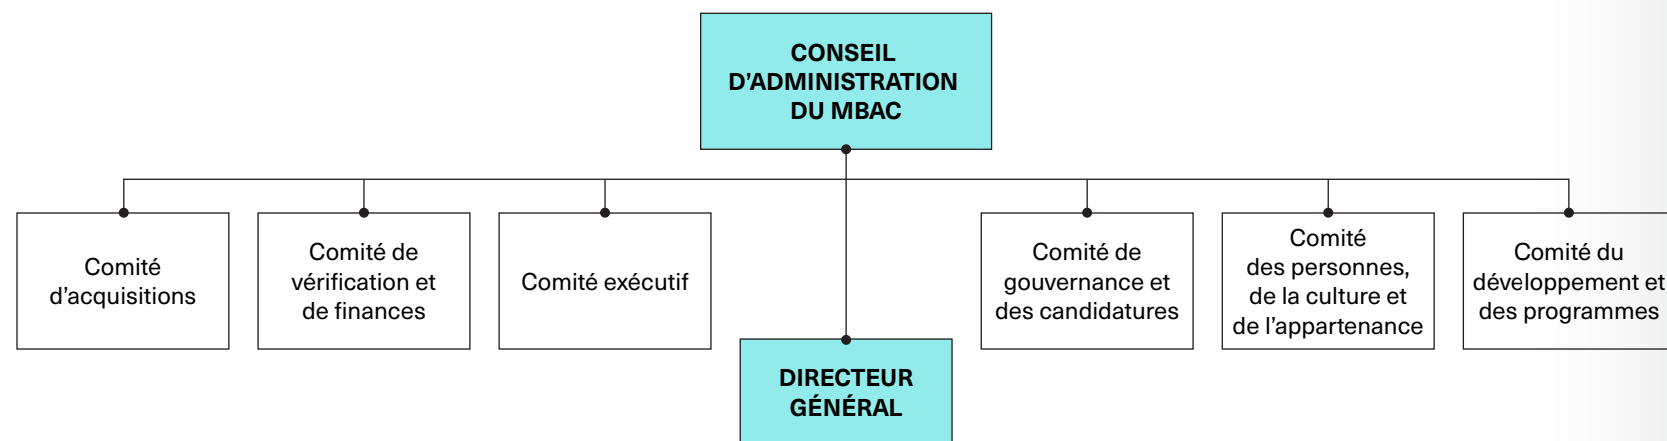 CONSEIL
D’ADMINISTRATION
DU MBAC
Comité
d’acquisitions
Comité de
vérification et
de finances
Comité exécutif
Comité de
gouvernance et
des candidatures
Comité
des personnes,
de la culture et
de l’appartenance
Comité du
développement et
des programmes
DIRECTEUR
GÉNÉRAL